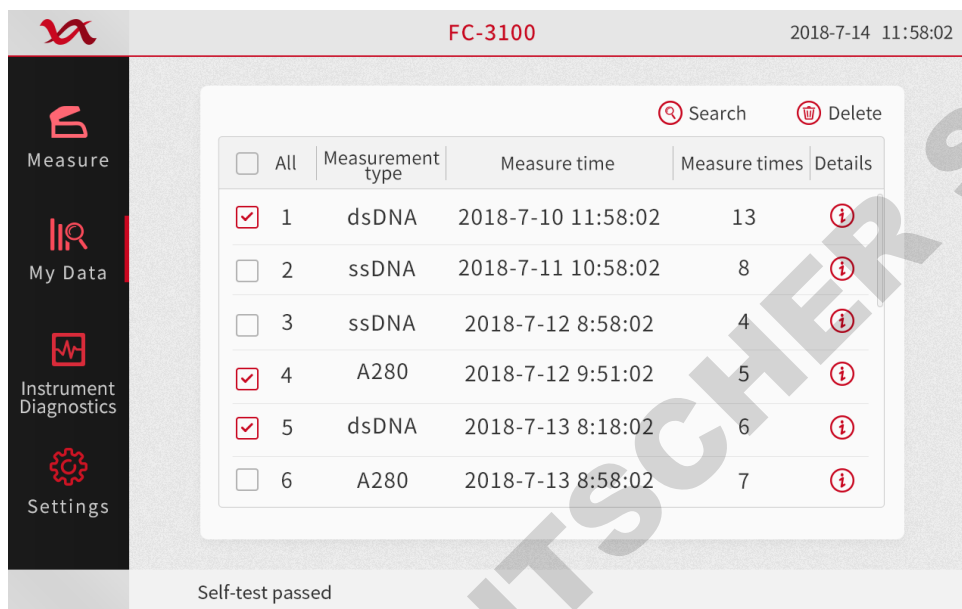 FC-3100
2018-7-14 11:58:02
Measure
My Data
Instrument
Diagnostics
Settings
Search Delete
All Measurement type Measure time Measure times Details
1 dsDNA 2018-7-10 11:58:02 13
2 ssDNA 2018-7-11 10:58:02 8
3 ssDNA 2018-7-12 8:58:02 4
4 A280 2018-7-12 9:51:02 5
5 dsDNA 2018-7-13 8:18:02 6
6 A280 2018-7-13 8:58:02 7
Self-test passed
TSCHER S